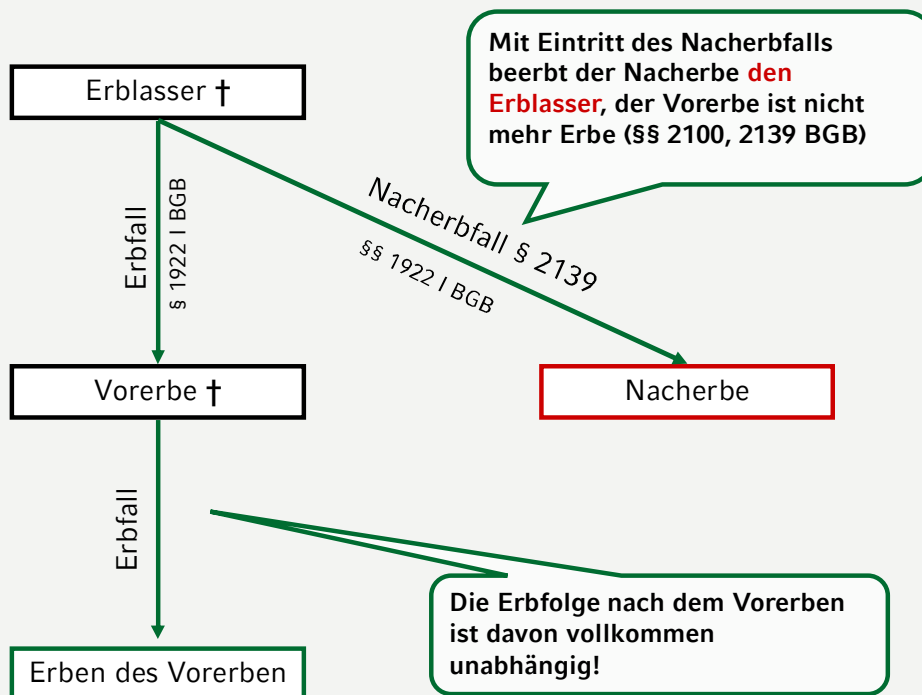 Mit Eintritt des Nacherbfalls
beerbt der Nacherbe den
Erblasser, der Vorerbe ist nicht
mehr Erbe (§§ 2100, 2139 BGB)
Erblasser †
Erbfall
§ 1922 I BGB
Nacherbfall § 2139
§§ 1922 I BGB
Vorerbe †
Nacherbe
Erbfall
Die Erbfolge nach dem Vorerben
ist davon vollkommen
unabhängig!
Erben des Vorerben